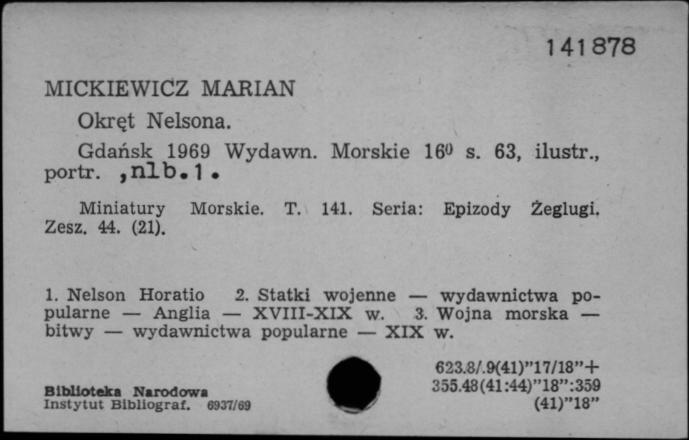 141878
MICKIEWICZ MARIAN
Okręt Nelsona.
Gdańsk 1969 Wydawn. Morskie 16⁰ s. 63, ilustr.,
portr. ,nlb.1.
Miniatury Morskie. T. 141. Seria: Epizody Żeglugi.
Zesz. 44. (21).
1. Nelson Horatio 2. Statki wojenne — wydawnictwa po-
pularne — Anglia — XVIII-XIX w. 3. Wojna morska —
bitwy — wydawnictwa popularne — XIX w.
623.8/.9(41)”17/18”+
355.48(41:44)”18”:359
(41)”18”
Biblioteka Narodowa
Instytut Bibliograf. 6937/69